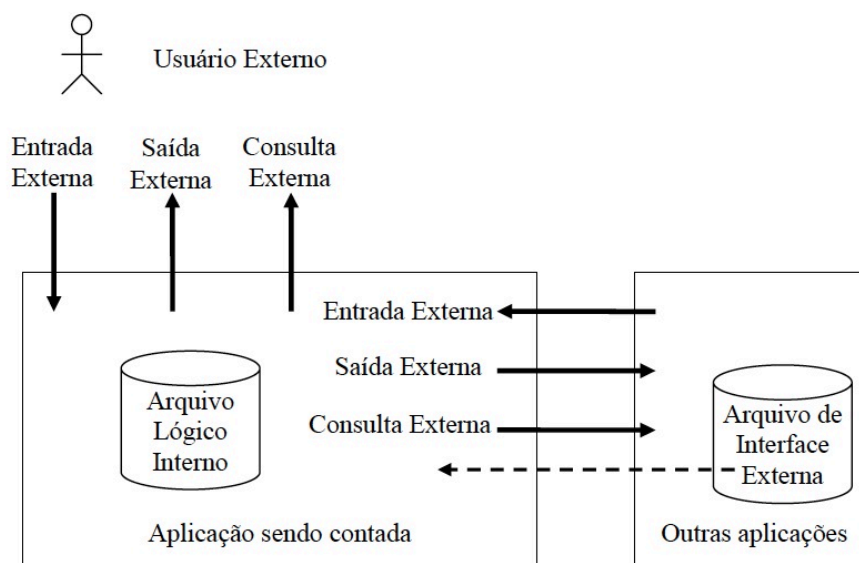 Usuário Externo
Entrada
Externa
Saída
Externa
Consulta
Externa
Entrada Externa
Saída Externa
Consulta Externa
Arquivo
Lógico
Interno
Arquivo de
Interface
Externa
Aplicação sendo contada
Outras aplicações